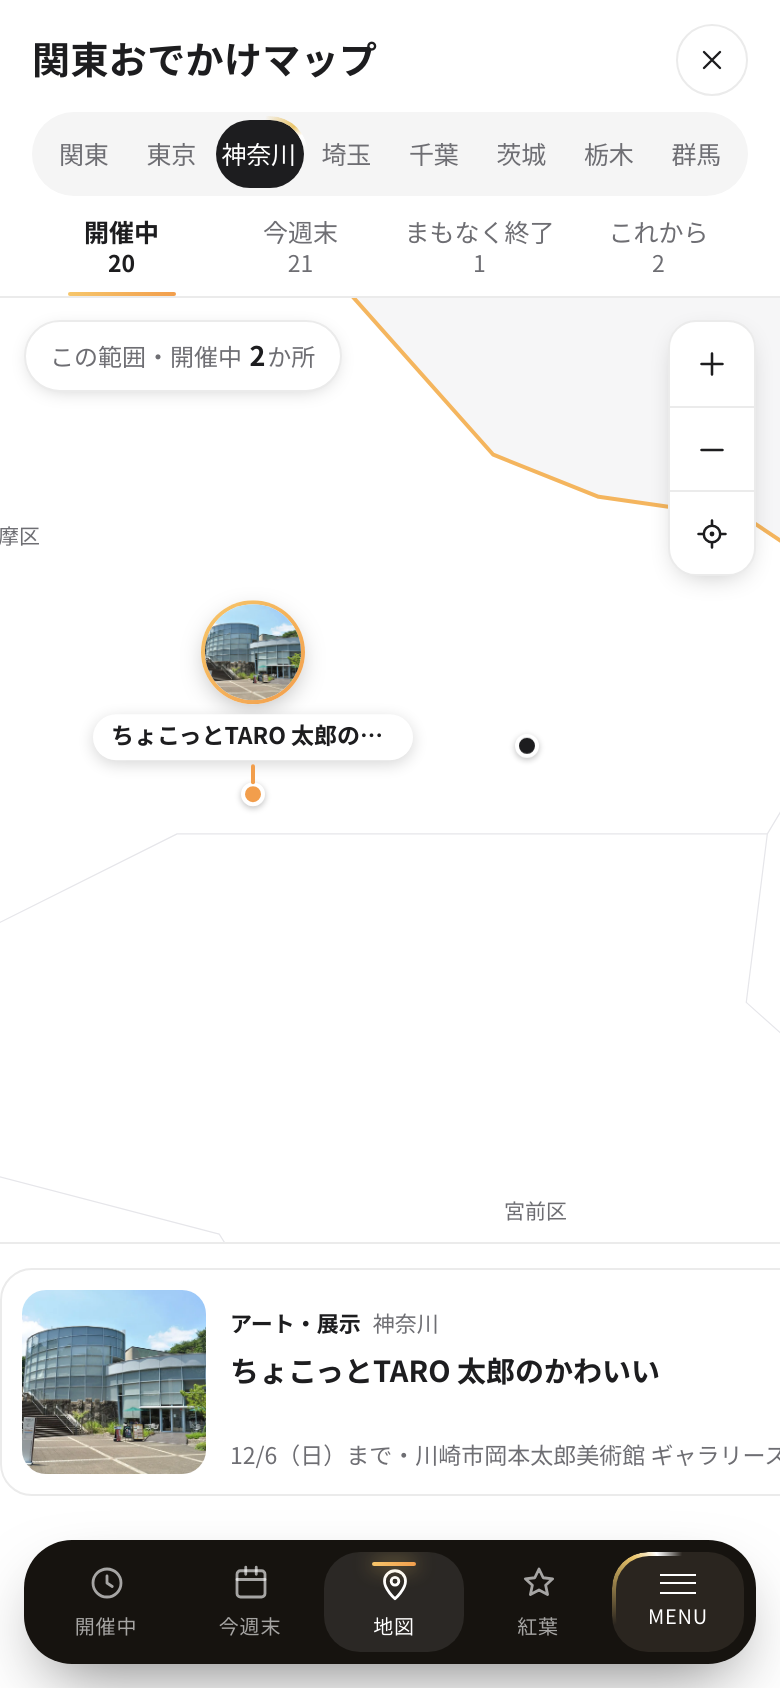 関東おでかけマップ
関東 東京 神奈川 埼玉 千葉 茨城 栃木 群馬
開催中 今週末 まもなく終了 これから
20 21 1 2
この範囲・開催中 2か所
摩区
ちょこっとTARO 太郎の…
宮前区
アート・展示 神奈川
ちょこっとTARO 太郎のかわいい
12/6（日）まで・川崎市岡本太郎美術館 ギャラリース
開催中 今週末 地図 紅葉 MENU